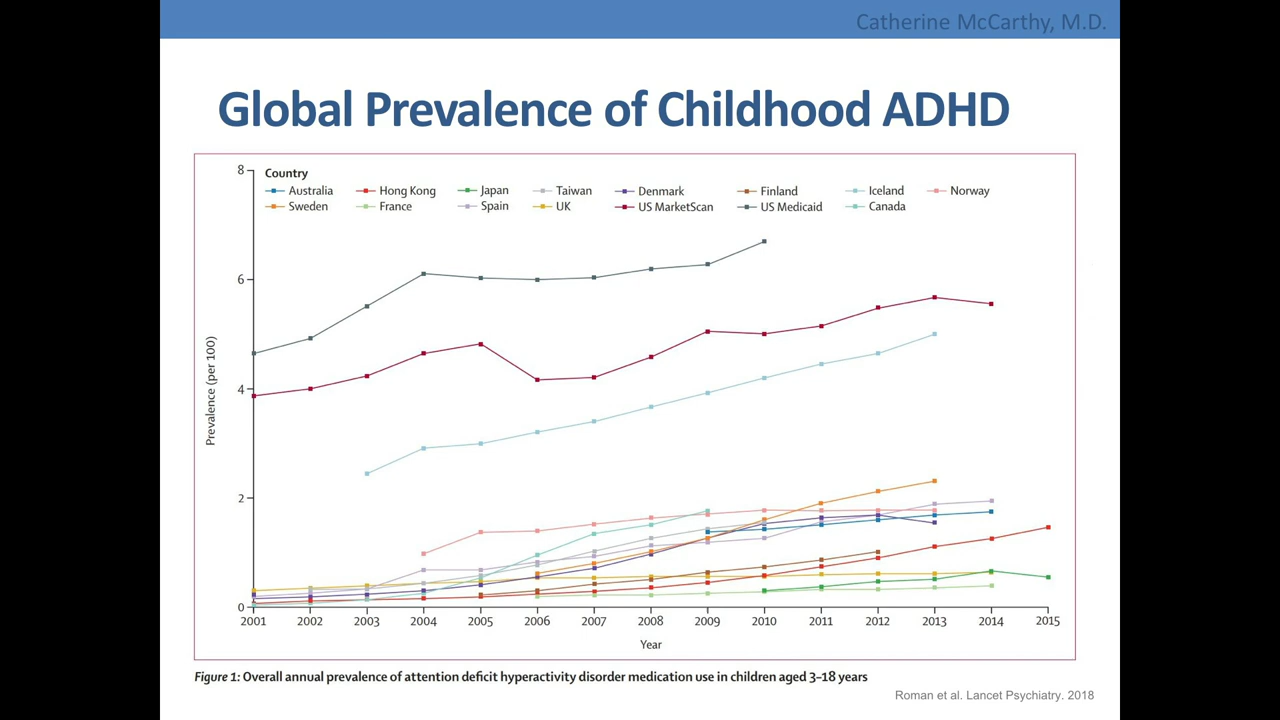 Catherine McCarthy, M.D.
Global Prevalence of Childhood ADHD
Country
Australia Hong Kong Japan Taiwan Denmark Finland Iceland Norway
Sweden France Spain UK US MarketScan US Medicaid Canada
8
6
4
2
0
Prevalence (per 100)
2001 2002 2003 2004 2005 2006 2007 2008 2009 2010 2011 2012 2013 2014 2015
Year
Figure 1: Overall annual prevalence of attention deficit hyperactivity disorder medication use in children aged 3–18 years
Roman et al. Lancet Psychiatry. 2018